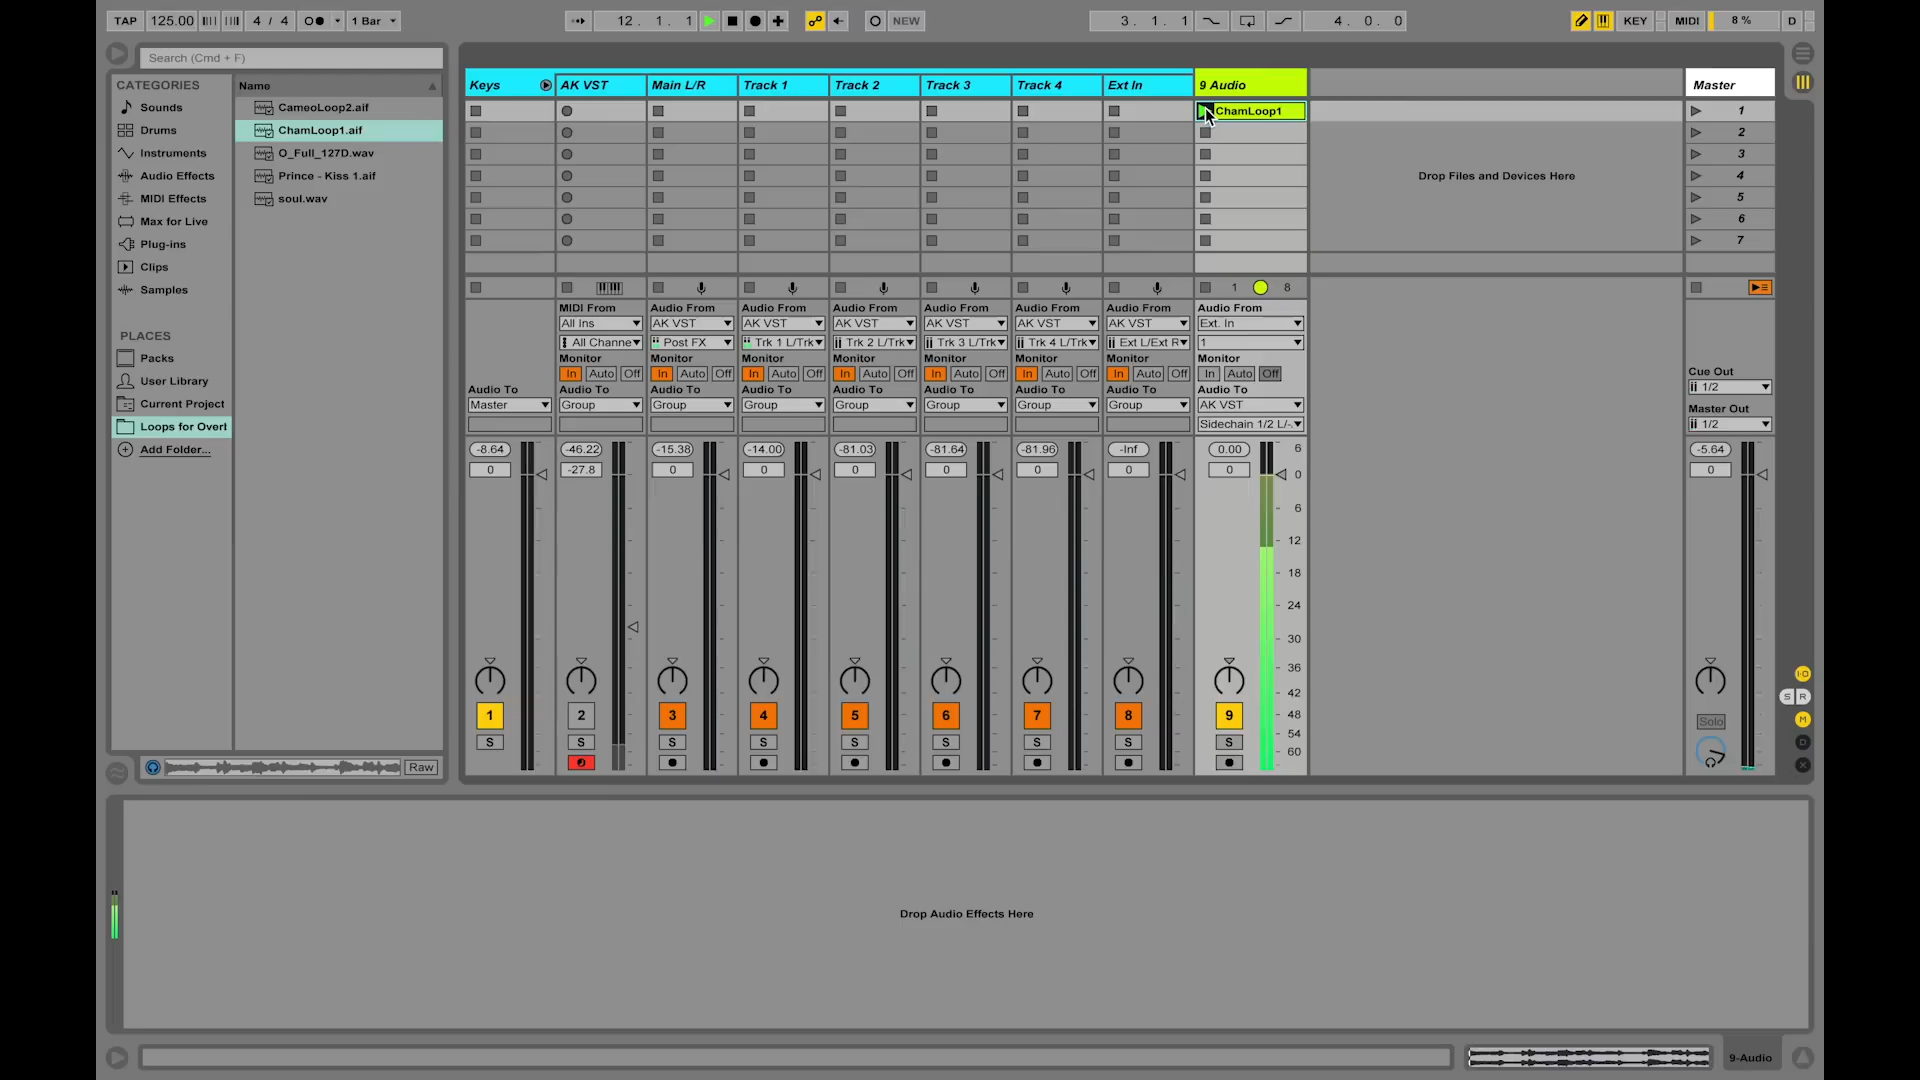 TAP 125.00 4 / 4 1 Bar 12. 1. 1 NEW 3. 1. 1 4. 0. 0 KEY MIDI 8 % D
Search (Cmd + F)
CATEGORIES
Sounds
Drums
Instruments
Audio Effects
MIDI Effects
Max for Live
Plug-ins
Clips
Samples
PLACES
Packs
User Library
Current Project
Loops for Overl
Add Folder...
Name
CameoLoop2.aif
ChamLoop1.aif
O_Full_127D.wav
Prince - Kiss 1.aif
soul.wav
Raw
Keys AK VST Main L/R Track 1 Track 2 Track 3 Track 4 Ext In 9 Audio Master
ChamLoop1 1
2
3
Drop Files and Devices Here 4
5
6
7
1 8
MIDI From Audio From Audio From Audio From Audio From Audio From Audio From Audio From
All Ins AK VST AK VST AK VST AK VST AK VST AK VST Ext. In
All Channe Post FX Trk 1 L/Trk Trk 2 L/Trk Trk 3 L/Trk Trk 4 L/Trk Ext L/Ext R 1
Monitor Monitor Monitor Monitor Monitor Monitor Monitor Monitor
In Auto Off In Auto Off In Auto Off In Auto Off In Auto Off In Auto Off In Auto Off In Auto Off
Cue Out
1/2
Audio To Audio To Audio To Audio To Audio To Audio To Audio To Audio To Audio To
Master Group Group Group Group Group Group Group AK VST
Master Out
Sidechain 1/2 L/- 1/2
-8.64 -46.22 -15.38 -14.00 -81.03 -81.64 -81.96 -Inf 0.00 6 -5.64
0 -27.8 0 0 0 0 0 0 0 0 0
6
12
18
24
30
36
42
48
54
60
1 2 3 4 5 6 7 8 9 Solo
S S S S S S S S S
I·O
S R
M
D
X
Drop Audio Effects Here
9-Audio